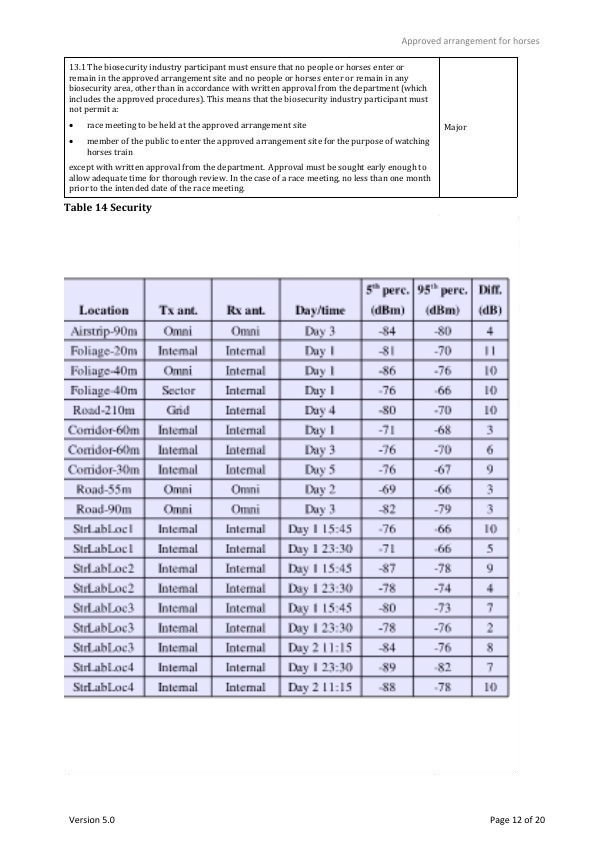 Approved arrangement for horses
13.1 The biosecurity industry participant must ensure that no people or horses enter or
remain in the approved arrangement site and no people or horses enter or remain in any
biosecurity area, other than in accordance with written approval from the department (which
includes the approved procedures). This means that the biosecurity industry participant must
not permit a:
• race meeting to be held at the approved arrangement site
Major
• member of the public to enter the approved arrangement site for the purpose of watching
horses train
except with written approval from the department. Approval must be sought early enough to
allow adequate time for thorough review. In the case of a race meeting, no less than one month
prior to the intended date of the race meeting.
Table 14 Security
Location Tx ant. Rx ant. Day/time 5th perc. (dBm) 95th perc. (dBm) Diff. (dB)
Airstrip-90m Omni Omni Day 3 -84 -80 4
Foliage-20m Internal Internal Day 1 -81 -70 11
Foliage-40m Omni Internal Day 1 -86 -76 10
Foliage-40m Sector Internal Day 1 -76 -66 10
Road-210m Grid Internal Day 4 -80 -70 10
Corridor-60m Internal Internal Day 1 -71 -68 3
Corridor-60m Internal Internal Day 3 -76 -70 6
Corridor-30m Internal Internal Day 5 -76 -67 9
Road-55m Omni Omni Day 2 -69 -66 3
Road-90m Omni Omni Day 3 -82 -79 3
StrLabLoc1 Internal Internal Day 1 15:45 -76 -66 10
StrLabLoc1 Internal Internal Day 1 23:30 -71 -66 5
StrLabLoc2 Internal Internal Day 1 15:45 -87 -78 9
StrLabLoc2 Internal Internal Day 1 23:30 -78 -74 4
StrLabLoc3 Internal Internal Day 1 15:45 -80 -73 7
StrLabLoc3 Internal Internal Day 1 23:30 -78 -76 2
StrLabLoc3 Internal Internal Day 2 11:15 -84 -76 8
StrLabLoc4 Internal Internal Day 1 23:30 -89 -82 7
StrLabLoc4 Internal Internal Day 2 11:15 -88 -78 10
Version 5.0
Page 12 of 20